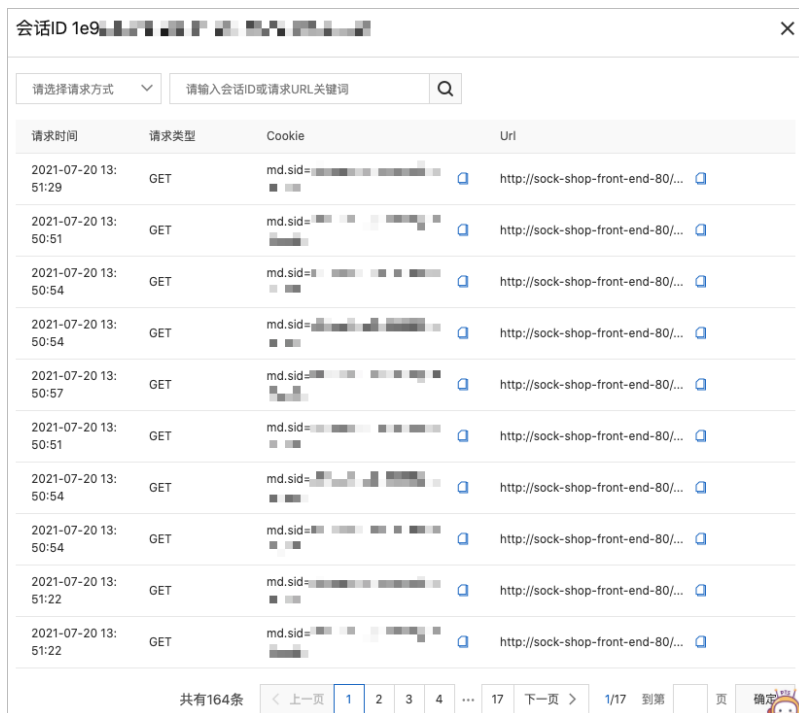 会话ID 1e9
请选择请求方式
请输入会话ID或请求URL关键词
请求时间 请求类型 Cookie Url
2021-07-20 13:
51:29
GET
md.sid=
http://sock-shop-front-end-80/...
2021-07-20 13:
50:51
GET
md.sid=
http://sock-shop-front-end-80/...
2021-07-20 13:
50:54
GET
md.sid=
http://sock-shop-front-end-80/...
2021-07-20 13:
50:54
GET
md.sid=
http://sock-shop-front-end-80/...
2021-07-20 13:
50:57
GET
md.sid=
http://sock-shop-front-end-80/...
2021-07-20 13:
50:51
GET
md.sid=
http://sock-shop-front-end-80/...
2021-07-20 13:
50:54
GET
md.sid=
http://sock-shop-front-end-80/...
2021-07-20 13:
50:54
GET
md.sid=
http://sock-shop-front-end-80/...
2021-07-20 13:
51:22
GET
md.sid=
http://sock-shop-front-end-80/...
2021-07-20 13:
51:22
GET
md.sid=
http://sock-shop-front-end-80/...
共有164条 上一页 1 2 3 4 ... 17 下一页 1/17 到第 页 确定